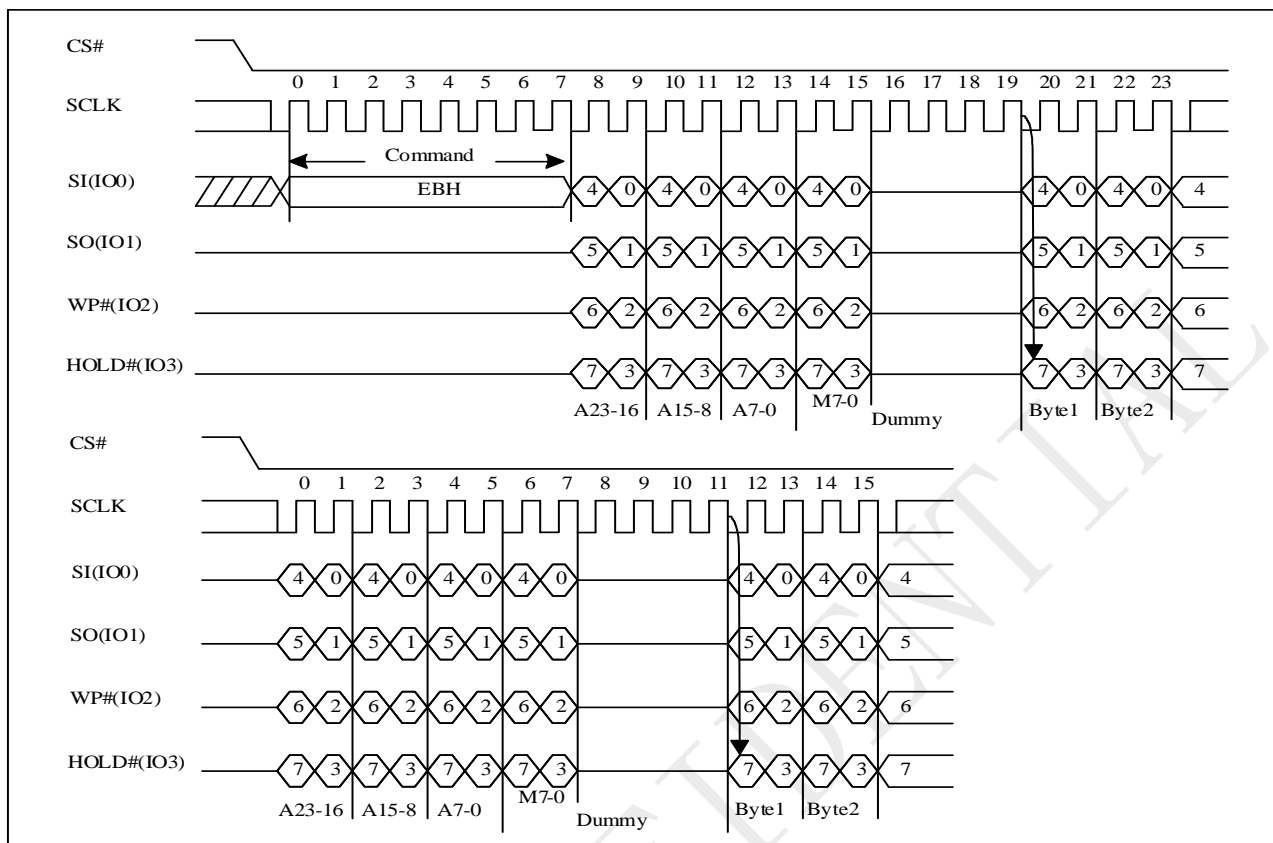 CS#
0 1 2 3 4 5 6 7 8 9 10 11 12 13 14 15 16 17 18 19 20 21 22 23
SCLK
Command
SI(IO0) EBH 4 0 4 0 4 0 4 0 4 0 4 0 4
SO(IO1) 5 1 5 1 5 1 5 1 5 1 5 1 5
WP#(IO2) 6 2 6 2 6 2 6 2 6 2 6 2 6
HOLD#(IO3) 7 3 7 3 7 3 7 3 7 3 7 3 7
A23-16 A15-8 A7-0 M7-0 Dummy Byte1 Byte2
CS#
0 1 2 3 4 5 6 7 8 9 10 11 12 13 14 15
SCLK
SI(IO0) 4 0 4 0 4 0 4 0 4 0 4 0 4
SO(IO1) 5 1 5 1 5 1 5 1 5 1 5 1 5
WP#(IO2) 6 2 6 2 6 2 6 2 6 2 6 2 6
HOLD#(IO3) 7 3 7 3 7 3 7 3 7 3 7 3 7
A23-16 A15-8 A7-0 M7-0 Dummy Byte1 Byte2